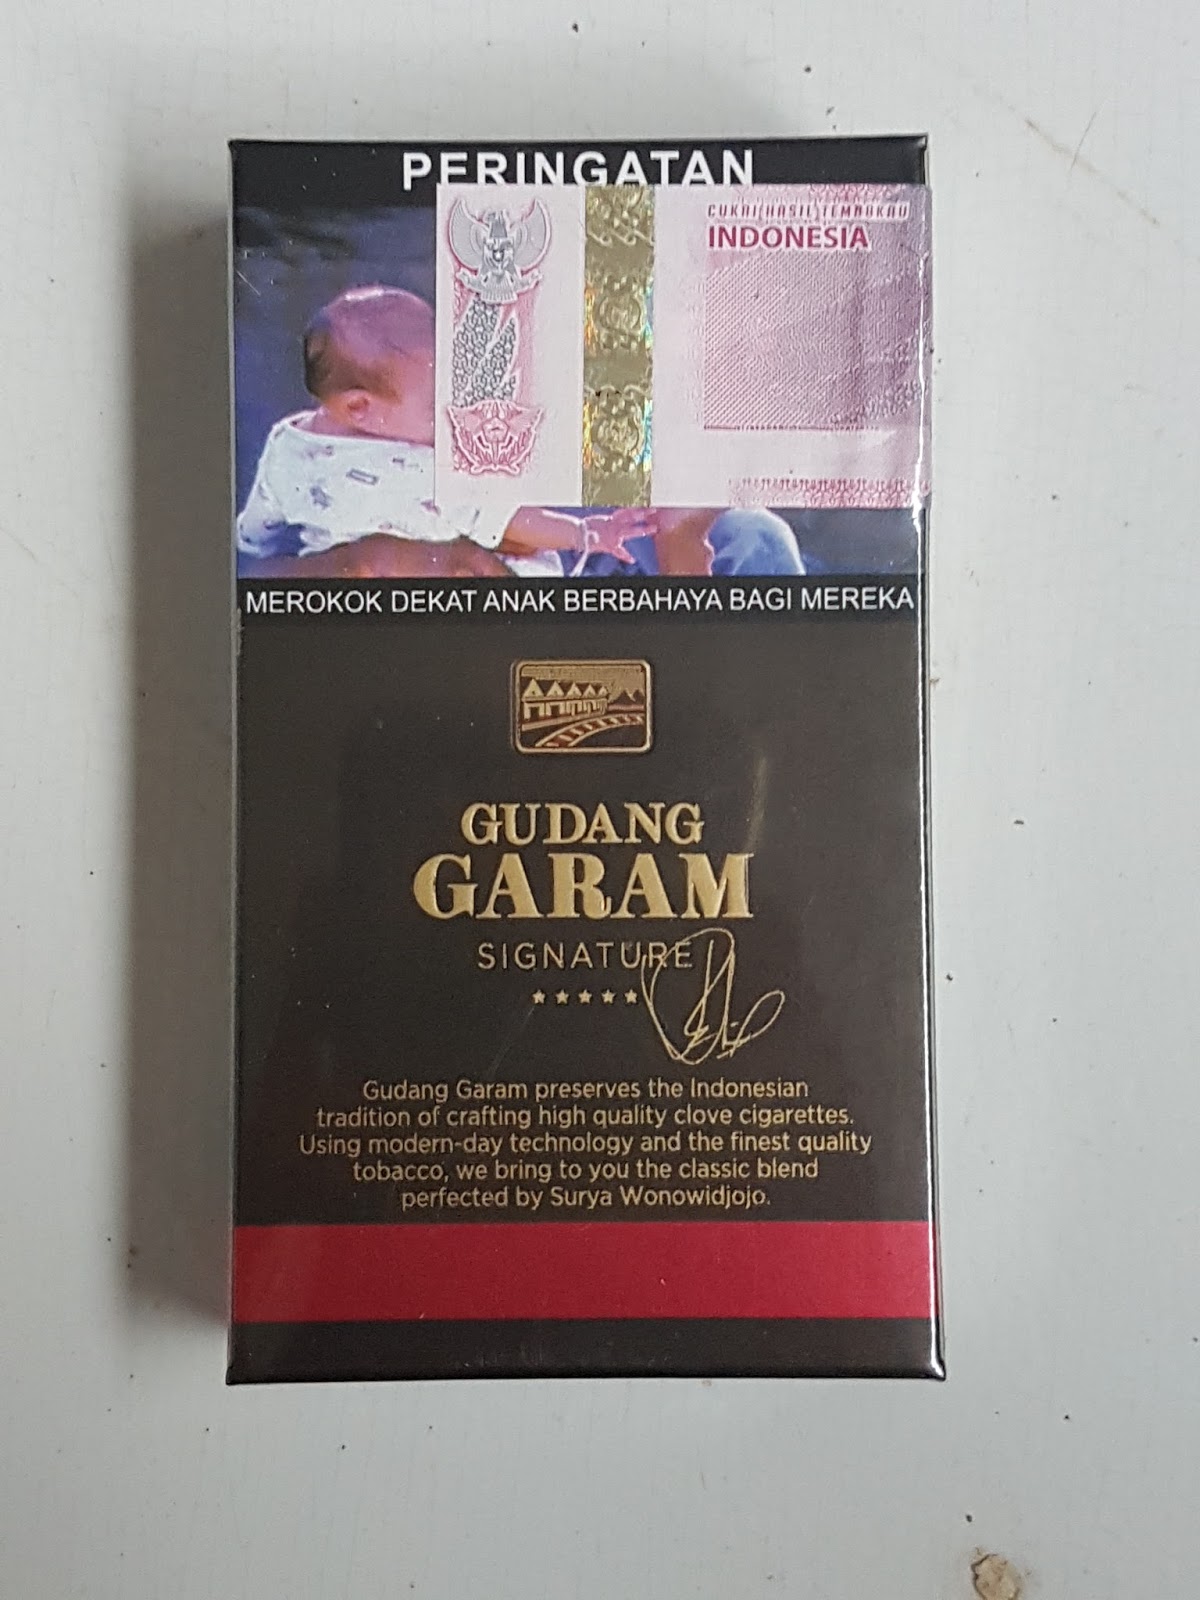 PERINGATAN
CUKAI HASIL TEMBAKAU
INDONESIA
MEROKOK DEKAT ANAK BERBAHAYA BAGI MEREKA
GUDANG
GARAM
SIGNATURE
Gudang Garam preserves the Indonesian
tradition of crafting high quality clove cigarettes.
Using modern-day technology and the finest quality
tobacco, we bring to you the classic blend
perfected by Surya Wonowidjojo.